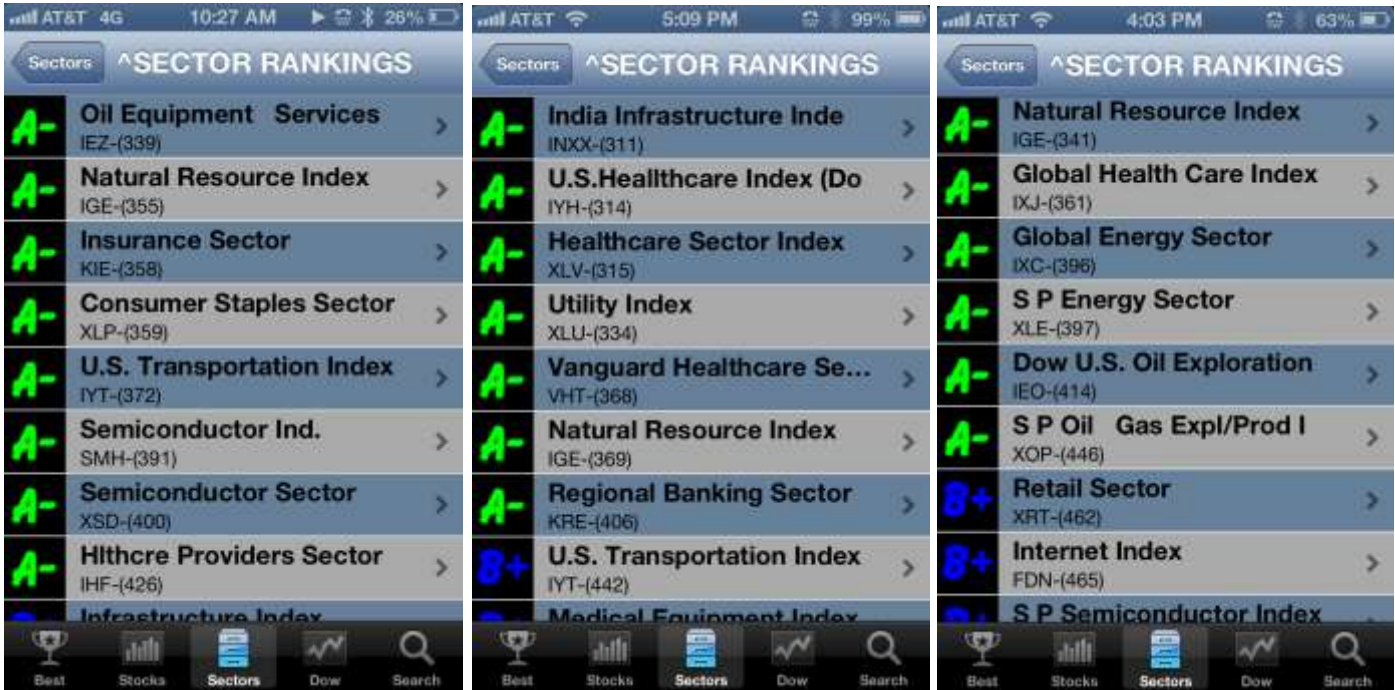 AT&T 4G 10:27 AM 26%
Sectors ^SECTOR RANKINGS
A- Oil Equipment Services
IEZ-(339)
A- Natural Resource Index
IGE-(355)
A- Insurance Sector
KIE-(358)
A- Consumer Staples Sector
XLP-(359)
A- U.S. Transportation Index
IYT-(372)
A- Semiconductor Ind.
SMH-(391)
A- Semiconductor Sector
XSD-(400)
A- Hlthcre Providers Sector
IHF-(426)
Infrastructure Index
Best Stocks Sectors Dow Search
AT&T 5:09 PM 99%
Sectors ^SECTOR RANKINGS
A- India Infrastructure Inde
INXX-(311)
A- U.S.Heallthcare Index (Do
IYH-(314)
A- Healthcare Sector Index
XLV-(315)
A- Utility Index
XLU-(334)
A- Vanguard Healthcare Se...
VHT-(368)
A- Natural Resource Index
IGE-(369)
A- Regional Banking Sector
KRE-(406)
B+ U.S. Transportation Index
IYT-(442)
Medical Equipment Index
Best Stocks Sectors Dow Search
AT&T 4:03 PM 63%
Sectors ^SECTOR RANKINGS
A- Natural Resource Index
IGE-(341)
A- Global Health Care Index
IXJ-(361)
A- Global Energy Sector
IXC-(396)
A- S P Energy Sector
XLE-(397)
A- Dow U.S. Oil Exploration
IEO-(414)
A- S P Oil Gas Expl/Prod I
XOP-(446)
B+ Retail Sector
XRT-(462)
B+ Internet Index
FDN-(465)
B+ S P Semiconductor Index
Best Stocks Sectors Dow Search